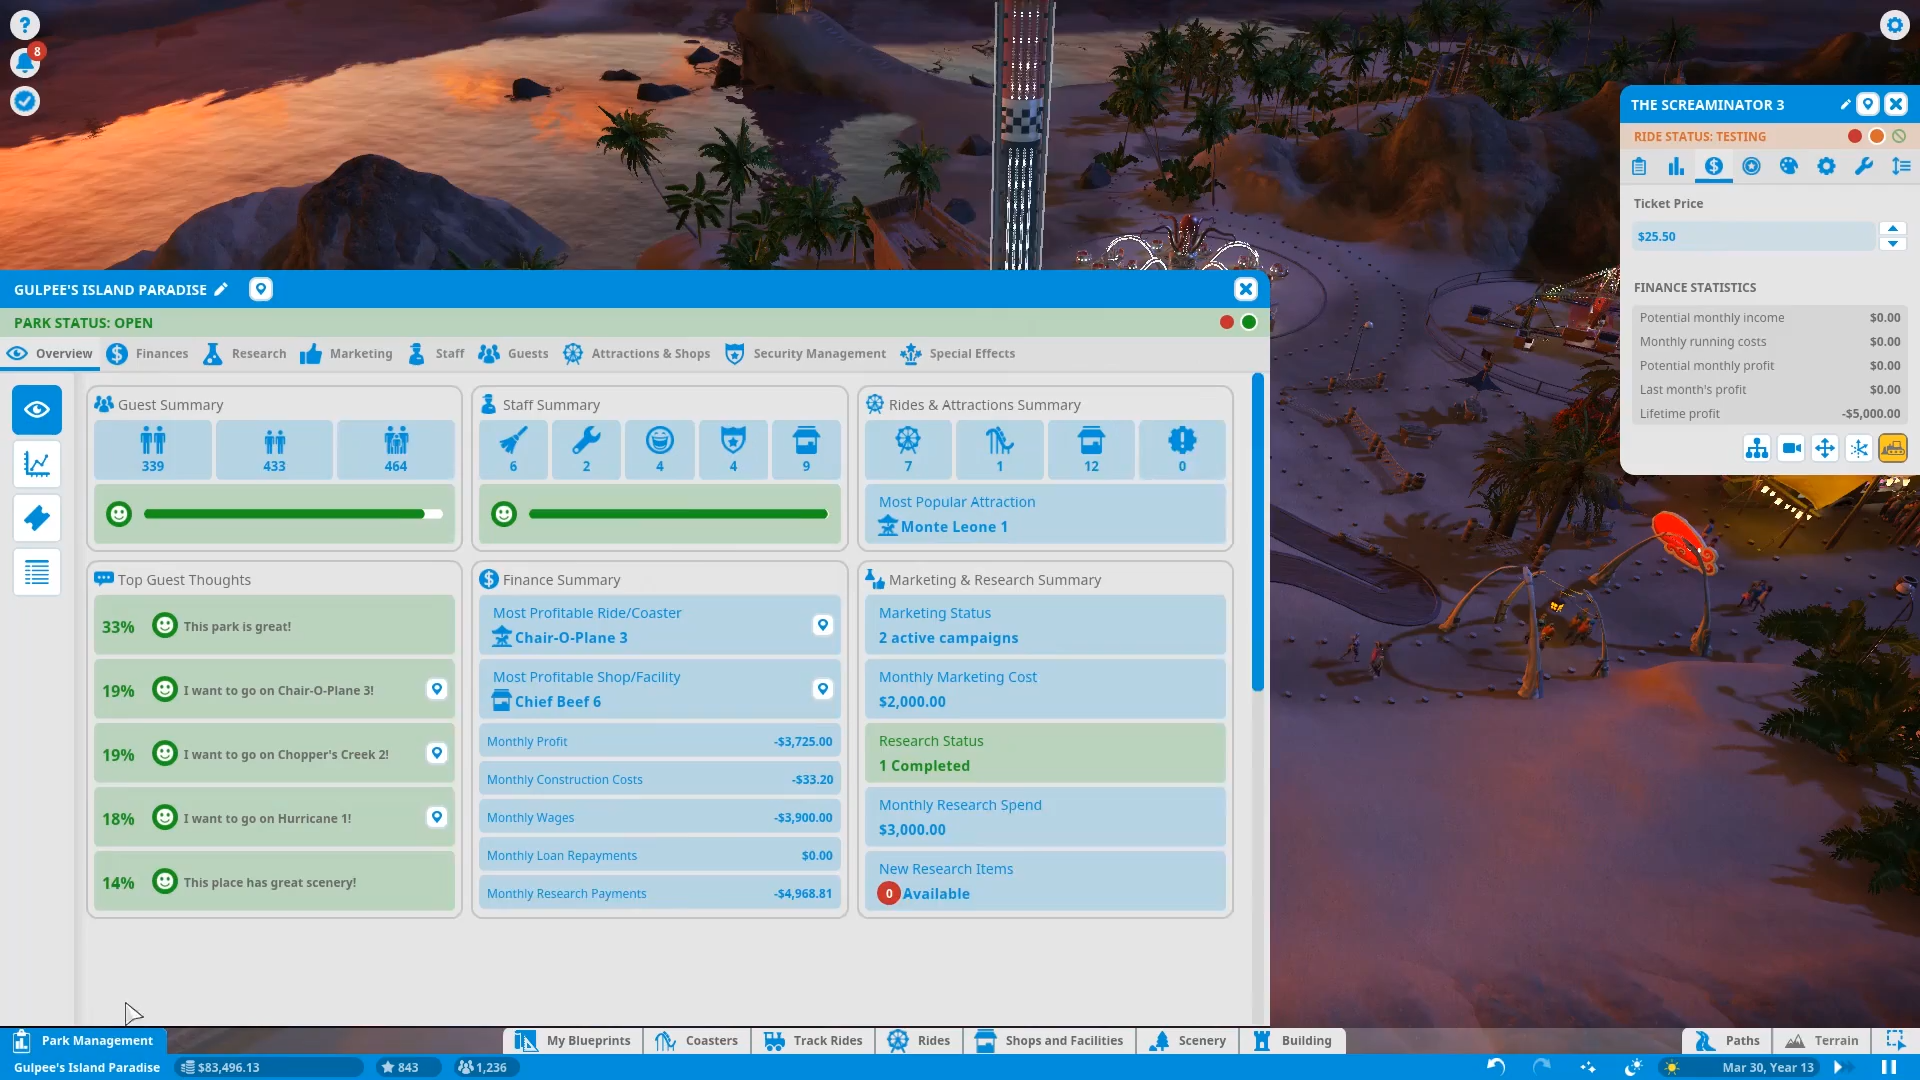 8
THE SCREAMINATOR 3
RIDE STATUS: TESTING
Ticket Price
$25.50
FINANCE STATISTICS
Potential monthly income $0.00
Monthly running costs $0.00
Potential monthly profit $0.00
Last month's profit $0.00
Lifetime profit -$5,000.00
GULPEE'S ISLAND PARADISE
PARK STATUS: OPEN
Overview Finances Research Marketing Staff Guests Attractions & Shops Security Management Special Effects
Guest Summary
339 433 464
Staff Summary
6 2 4 4 9
Rides & Attractions Summary
7 1 12 0
Most Popular Attraction
Monte Leone 1
Top Guest Thoughts
33% This park is great!
19% I want to go on Chair-O-Plane 3!
19% I want to go on Chopper's Creek 2!
18% I want to go on Hurricane 1!
14% This place has great scenery!
Finance Summary
Most Profitable Ride/Coaster
Chair-O-Plane 3
Most Profitable Shop/Facility
Chief Beef 6
Monthly Profit -$3,725.00
Monthly Construction Costs -$33.20
Monthly Wages -$3,900.00
Monthly Loan Repayments $0.00
Monthly Research Payments -$4,968.81
Marketing & Research Summary
Marketing Status
2 active campaigns
Monthly Marketing Cost
$2,000.00
Research Status
1 Completed
Monthly Research Spend
$3,000.00
New Research Items
0 Available
Park Management My Blueprints Coasters Track Rides Rides Shops and Facilities Scenery Building Paths Terrain
Gulpee's Island Paradise $83,496.13 843 1,236 Mar 30, Year 13